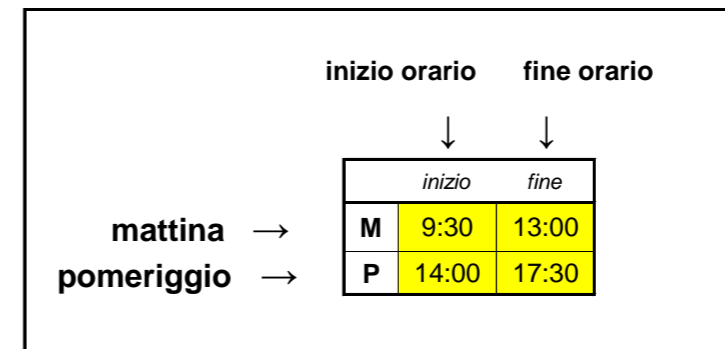 inizio orario fine orario
↓ ↓
inizio fine
mattina → M 9:30 13:00
pomeriggio → P 14:00 17:30